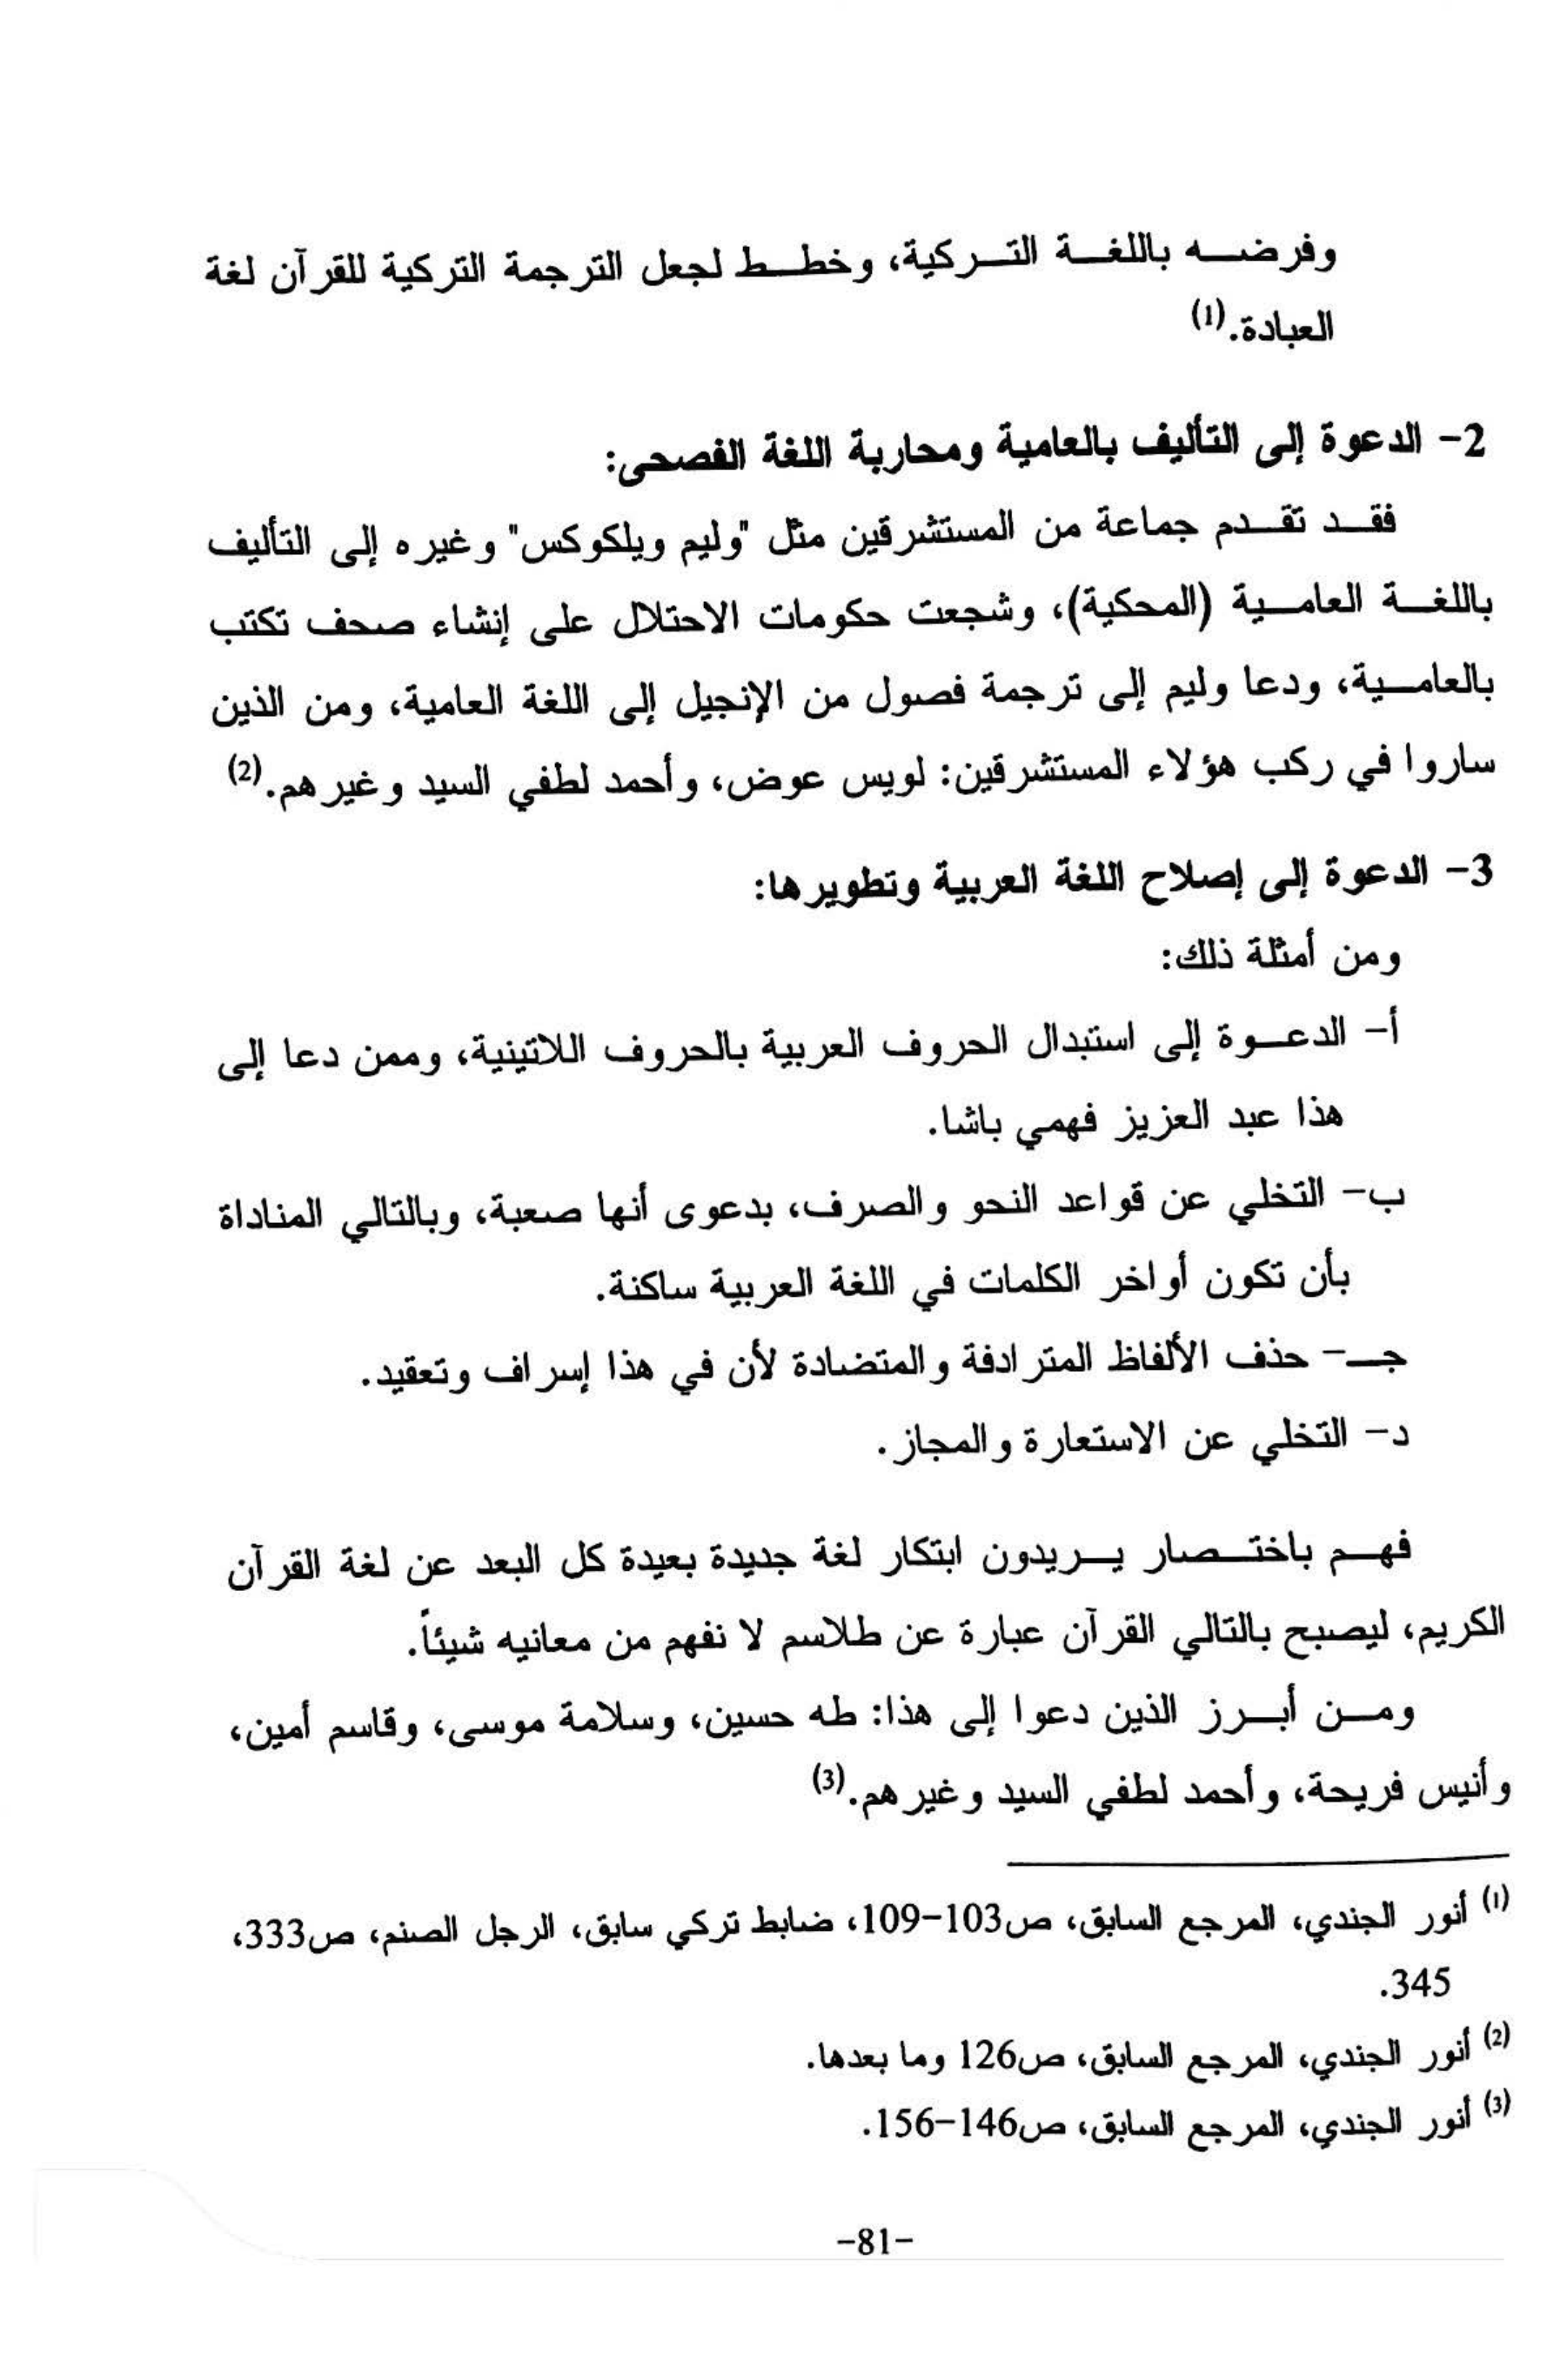 وفرضه باللغة التركية، وخطط لجعل الترجمة التركية للقرآن لغة
العبادة.(1)
2- الدعوة إلى التأليف بالعامية ومحاربة اللغة الفصحى:
فقد تقدم جماعة من المستشرقين مثل "وليم ويلكوكس" وغيره إلى التأليف
باللغة العامية (المحكية)، وشجعت حكومات الاحتلال على إنشاء صحف تكتب
بالعامية، ودعا وليم إلى ترجمة فصول من الإنجيل إلى اللغة العامية، ومن الذين
ساروا في ركب هؤلاء المستشرقين: لويس عوض، وأحمد لطفي السيد وغيرهم.(2)
3- الدعوة إلى إصلاح اللغة العربية وتطويرها:
ومن أمثلة ذلك:
أ- الدعوة إلى استبدال الحروف العربية بالحروف اللاتينية، وممن دعا إلى
هذا عبد العزيز فهمي باشا.
ب- التخلي عن قواعد النحو والصرف، بدعوى أنها صعبة، وبالتالي المناداة
بأن تكون أواخر الكلمات في اللغة العربية ساكنة.
جـ- حذف الألفاظ المترادفة والمتضادة لأن في هذا إسراف وتعقيد.
د- التخلي عن الاستعارة والمجاز.
فهم باختصار يريدون ابتكار لغة جديدة بعيدة كل البعد عن لغة القرآن
الكريم، ليصبح بالتالي القرآن عبارة عن طلاسم لا نفهم من معانيه شيئاً.
ومن أبرز الذين دعوا إلى هذا: طه حسين، وسلامة موسى، وقاسم أمين،
وأنيس فريحة، وأحمد لطفي السيد وغيرهم.(3)
(1) أنور الجندي، المرجع السابق، ص103-109، ضابط تركي سابق، الرجل الصنم، ص333،
345.
(2) أنور الجندي، المرجع السابق، ص126 وما بعدها.
(3) أنور الجندي، المرجع السابق، ص146-156.
-81-